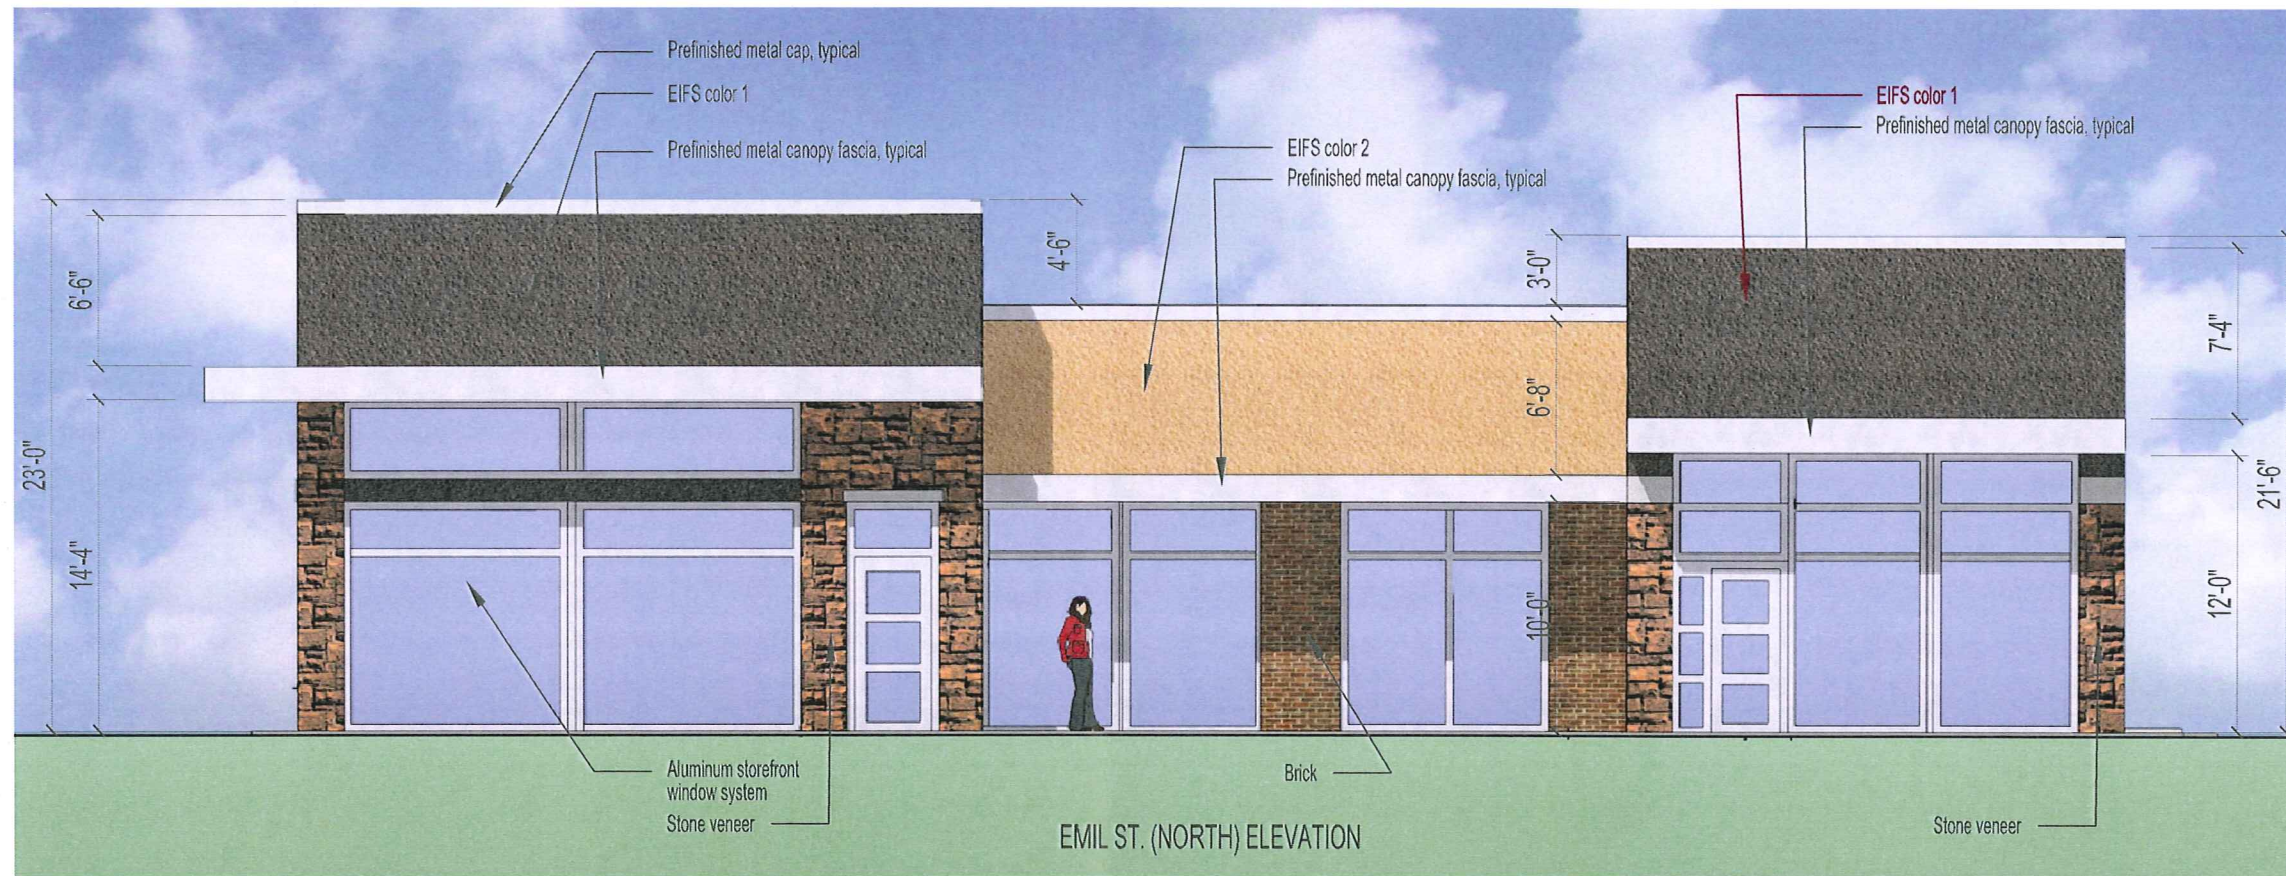 Prefinished metal cap, typical
EIFS color 1
Prefinished metal canopy fascia, typical
EIFS color 2
Prefinished metal canopy fascia, typical
EIFS color 1
Prefinished metal canopy fascia, typical
23'-0"
6'-6"
14'-4"
4'-6"
3'-0"
6'-8"
10'-0"
7'-4"
12'-0"
21'-6"
Aluminum storefront
window system
Stone veneer
Brick
Stone veneer
EMIL ST. (NORTH) ELEVATION